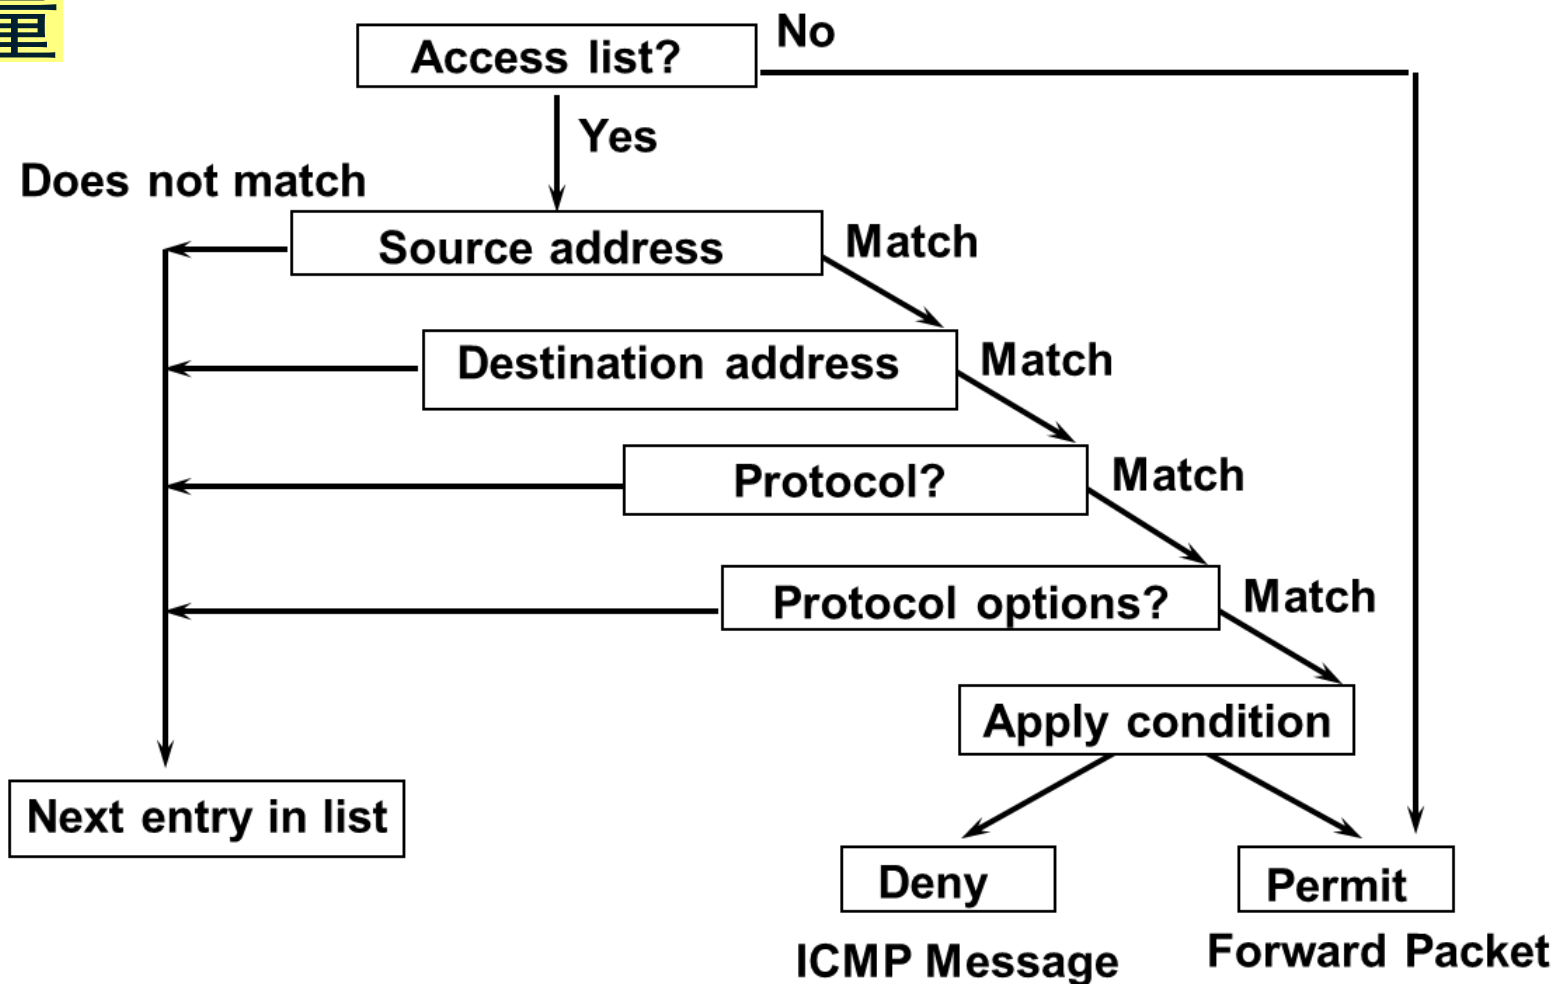 Access list?
No
Yes
Does not match
Source address
Match
Destination address
Match
Protocol?
Match
Protocol options?
Match
Apply condition
Next entry in list
Deny
Permit
ICMP Message
Forward Packet